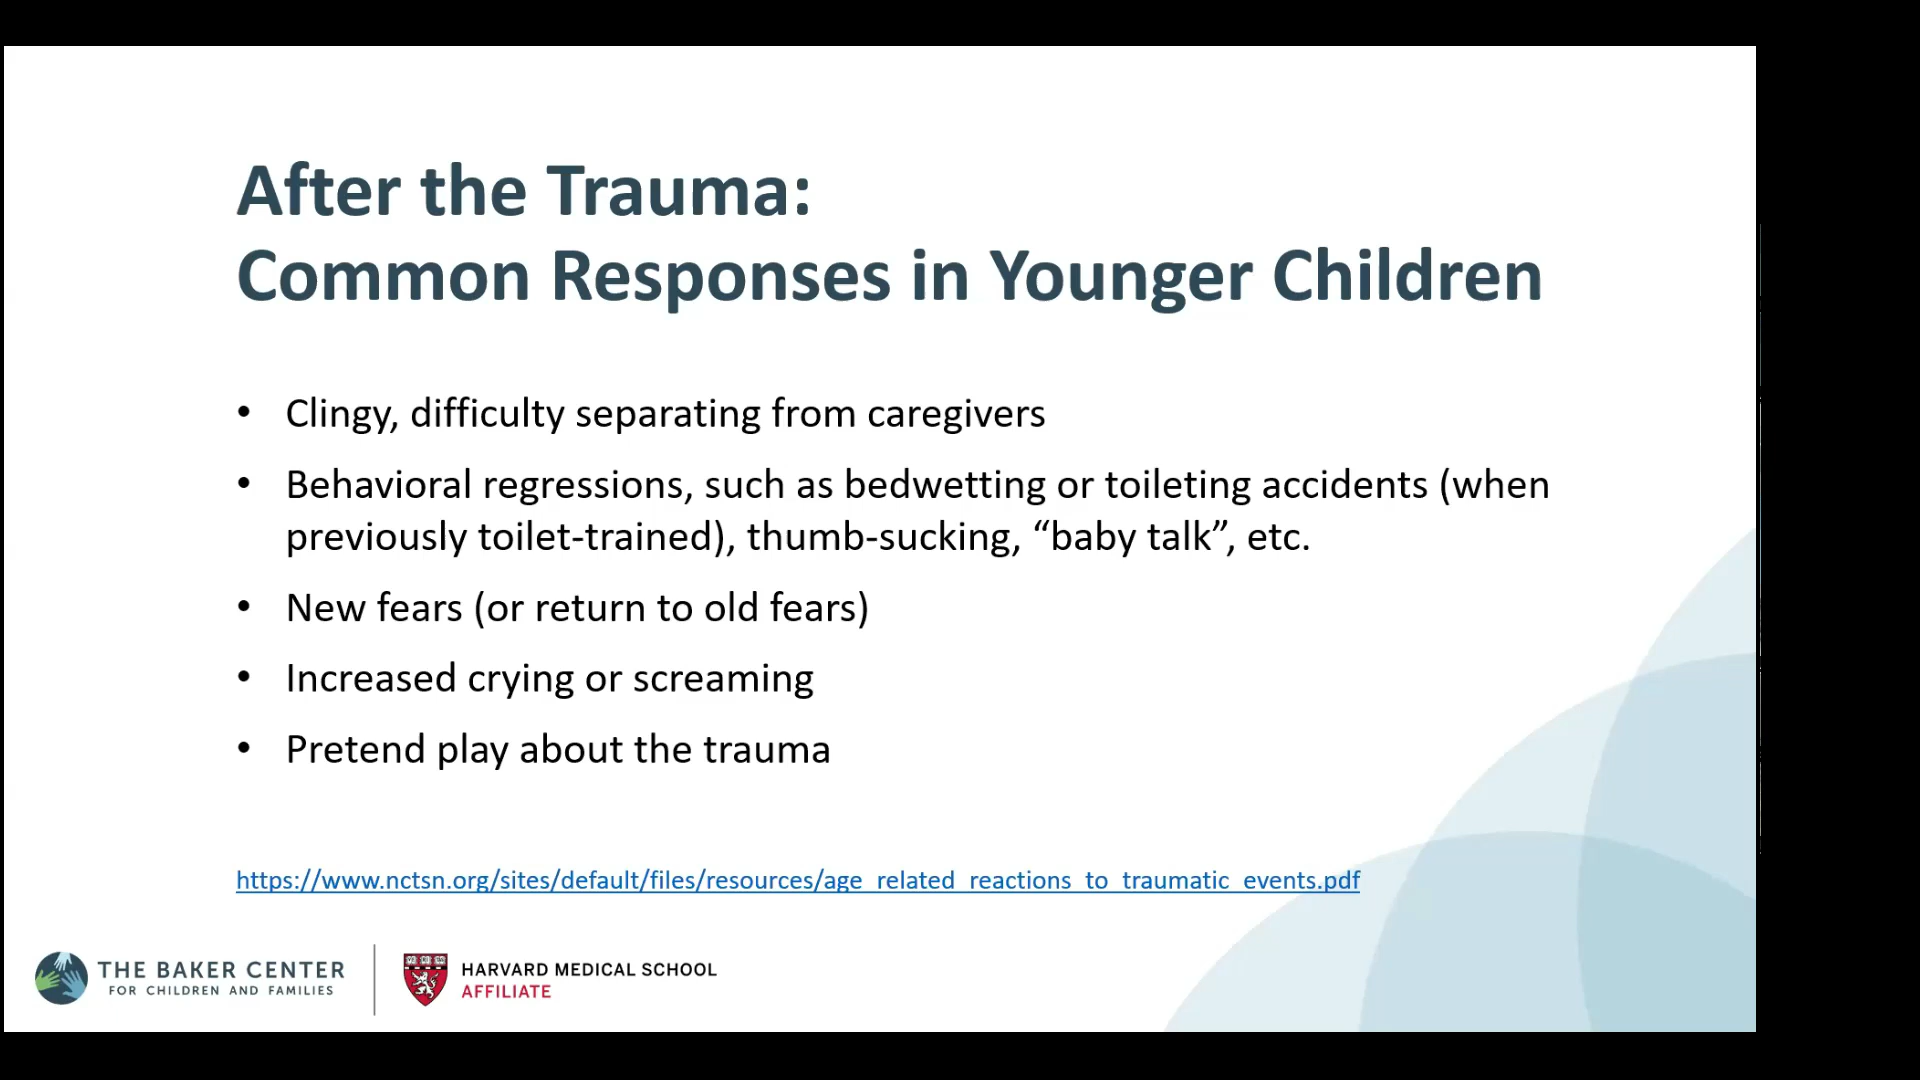 After the Trauma:
Common Responses in Younger Children
• Clingy, difficulty separating from caregivers
• Behavioral regressions, such as bedwetting or toileting accidents (when
previously toilet-trained), thumb-sucking, “baby talk”, etc.
• New fears (or return to old fears)
• Increased crying or screaming
• Pretend play about the trauma
https://www.nctsn.org/sites/default/files/resources/age_related_reactions_to_traumatic_events.pdf
THE BAKER CENTER
FOR CHILDREN AND FAMILIES
HARVARD MEDICAL SCHOOL
AFFILIATE